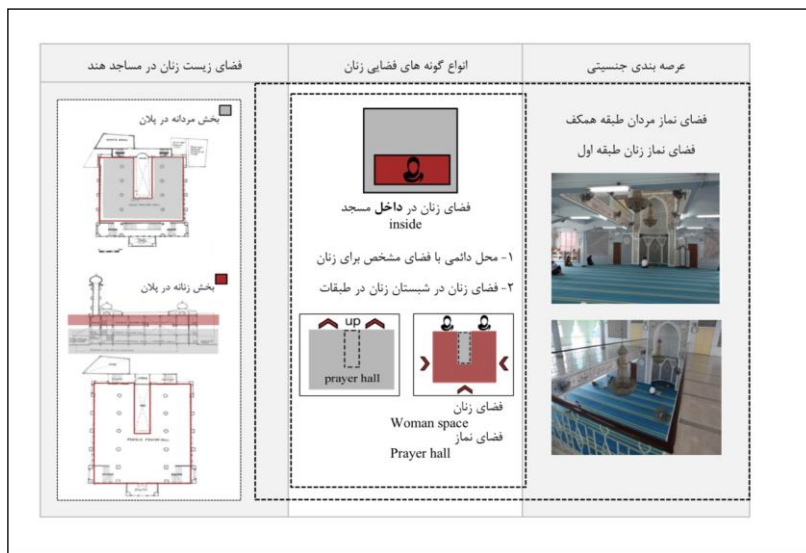 عرصه بندی جنسیتی
انواع گونه های فضایی زنان
فضای زیست زنان در مساجد هند
فضای نماز مردان طبقه همکف
فضای نماز زنان طبقه اول
فضای زنان در داخل مسجد
inside
۱- محل دائمی با فضای مشخص برای زنان
۲- فضای زنان در شبستان زنان در طبقات
up
prayer hall
فضای زنان
Woman space
فضای نماز
Prayer hall
بخش مردانه در پلان
بخش زنانه در پلان